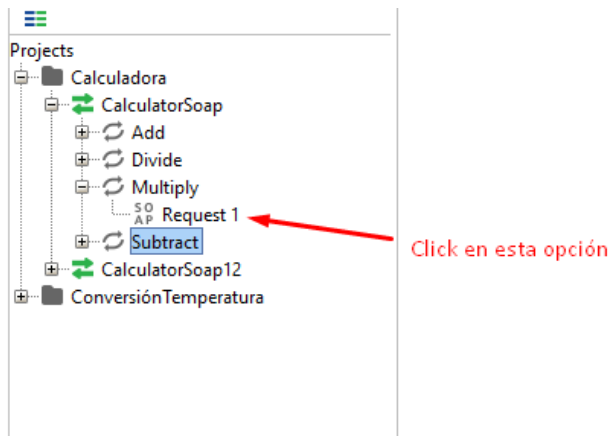 Projects
Calculadora
CalculatorSoap
Add
Divide
Multiply
SO
AP Request 1
Subtract
Click en esta opción
CalculatorSoap12
ConversiónTemperatura